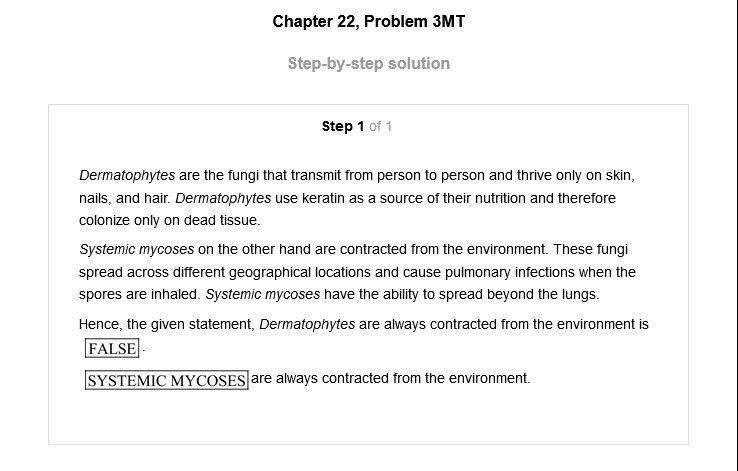 Chapter 22, Problem 3MT
Step-by-step solution
Step 1 of 1
Dermatophytes are the fungi that transmit from person to person and thrive only on skin,
nails, and hair. Dermatophytes use keratin as a source of their nutrition and therefore
colonize only on dead tissue.
Systemic mycoses on the other hand are contracted from the environment. These fungi
spread across different geographical locations and cause pulmonary infections when the
spores are inhaled. Systemic mycoses have the ability to spread beyond the lungs.
Hence, the given statement, Dermatophytes are always contracted from the environment is
FALSE.
SYSTEMIC MYCOSES are always contracted from the environment.